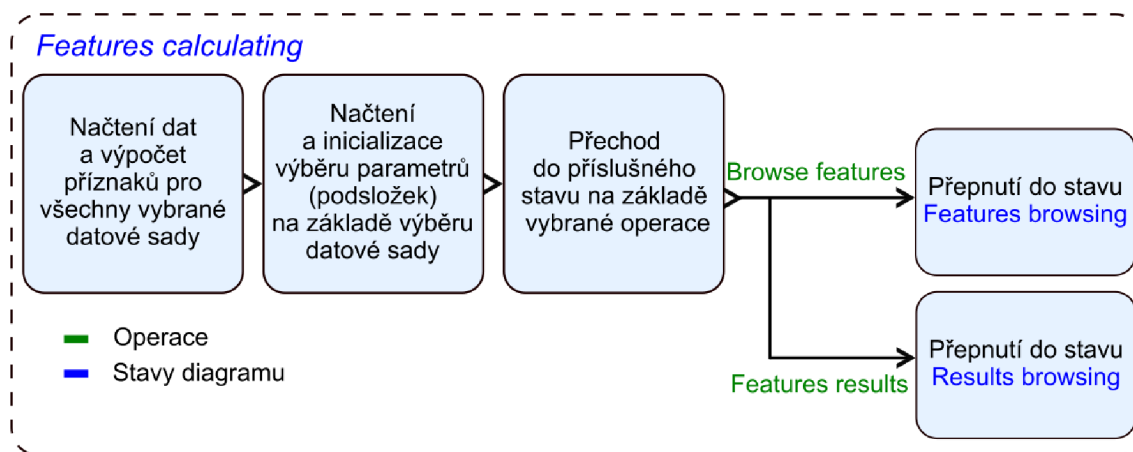 Features calculating
Načtení dat
a výpočet
příznaků pro
všechny vybrané
datové sady
Načtení
a inicializace
výběru parametrů
(podsložek)
na základě výběru
datové sady
Přechod
do příslušného
stavu na základě
vybrané operace
Browse features
Přepnutí do stavu
Features browsing
Features results
Přepnutí do stavu
Results browsing
Operace
Stavy diagramu